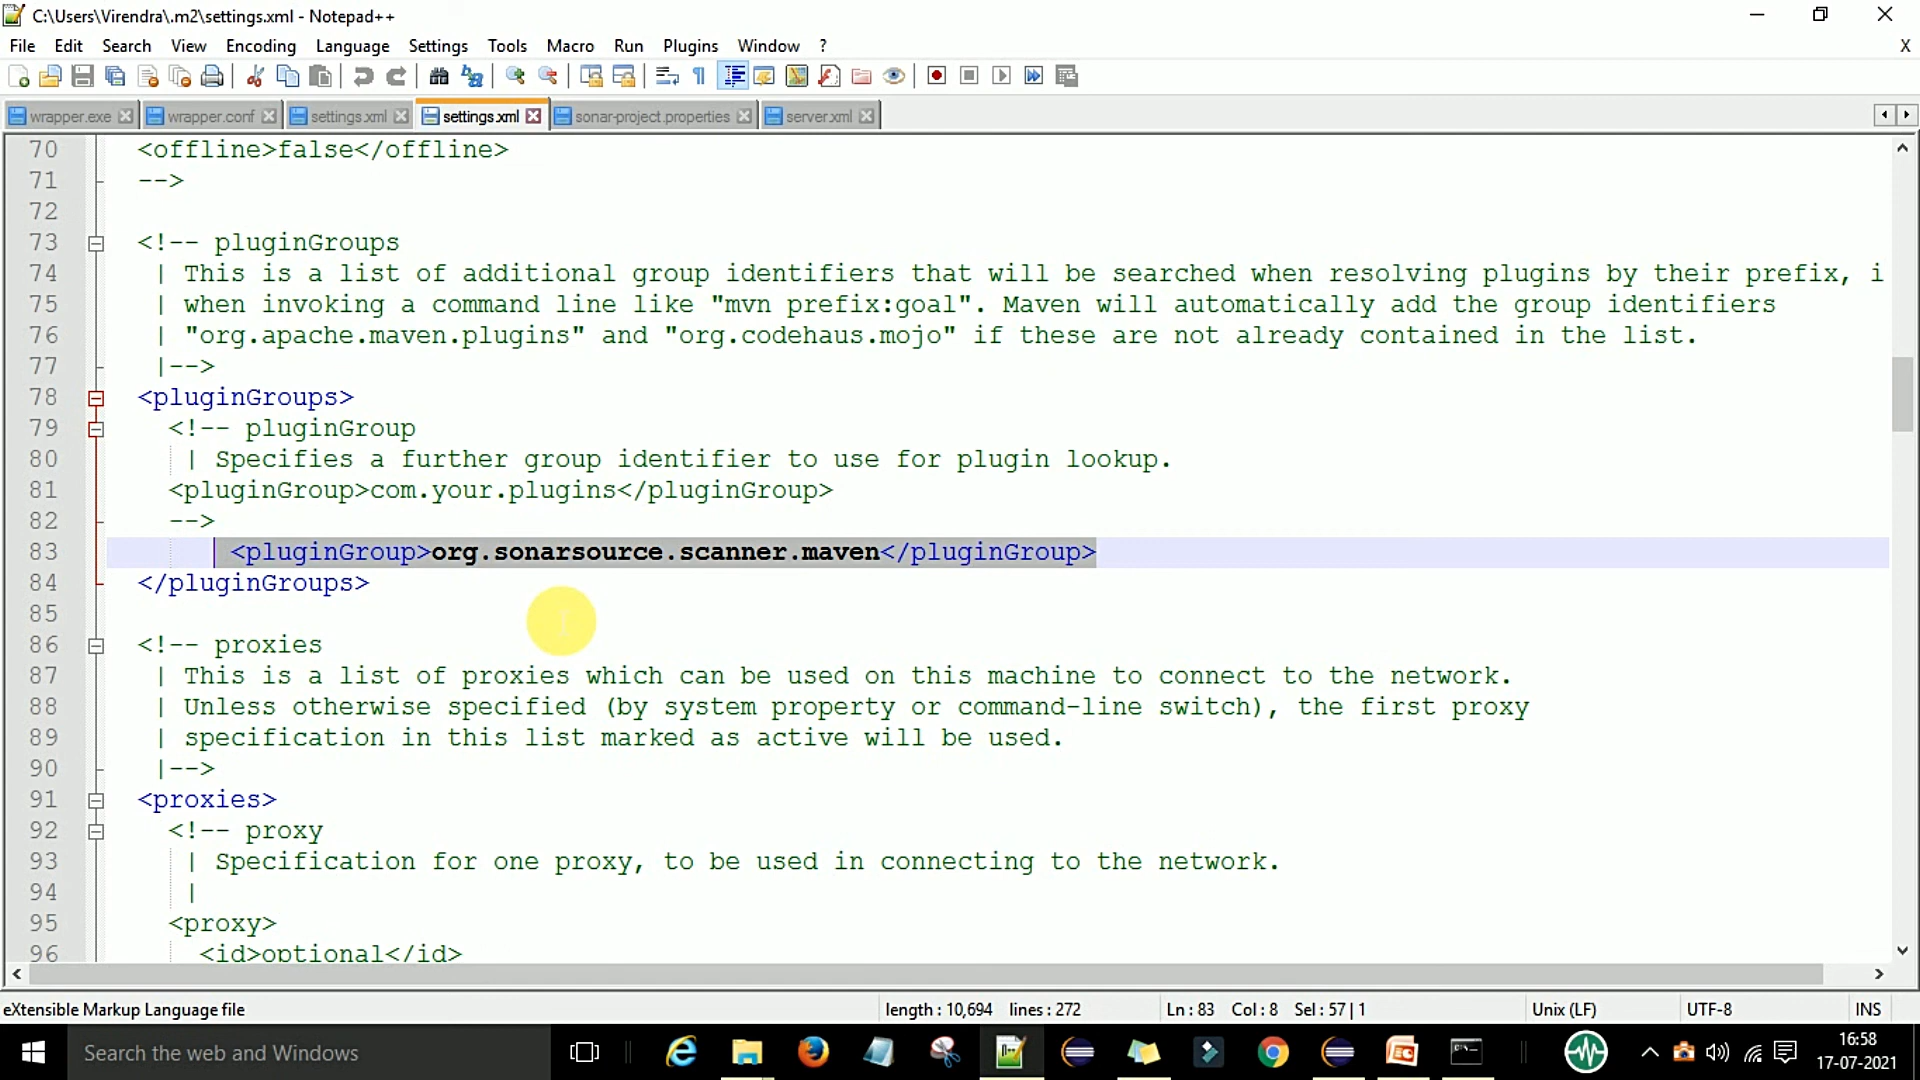 C:\Users\Virendra\.m2\settings.xml - Notepad++
File Edit Search View Encoding Language Settings Tools Macro Run Plugins Window ? X
wrapper.exe wrapper.conf settings.xml settings.xml sonar-project.properties server.xml
70 <offline>false</offline>
71 -->
72
73 <!-- pluginGroups
74 | This is a list of additional group identifiers that will be searched when resolving plugins by their prefix, i
75 | when invoking a command line like "mvn prefix:goal". Maven will automatically add the group identifiers
76 | "org.apache.maven.plugins" and "org.codehaus.mojo" if these are not already contained in the list.
77 |-->
78 <pluginGroups>
79 <!-- pluginGroup
80 | Specifies a further group identifier to use for plugin lookup.
81 <pluginGroup>com.your.plugins</pluginGroup>
82 -->
83 <pluginGroup>org.sonarsource.scanner.maven</pluginGroup>
84 </pluginGroups>
85
86 <!-- proxies
87 | This is a list of proxies which can be used on this machine to connect to the network.
88 | Unless otherwise specified (by system property or command-line switch), the first proxy
89 | specification in this list marked as active will be used.
90 |-->
91 <proxies>
92 <!-- proxy
93 | Specification for one proxy, to be used in connecting to the network.
94 |
95 <proxy>
96 <id>optional</id>
eXtensible Markup Language file length : 10,694 lines : 272 Ln : 83 Col : 8 Sel : 57 | 1 Unix (LF) UTF-8 INS
Search the web and Windows
16:58
17-07-2021